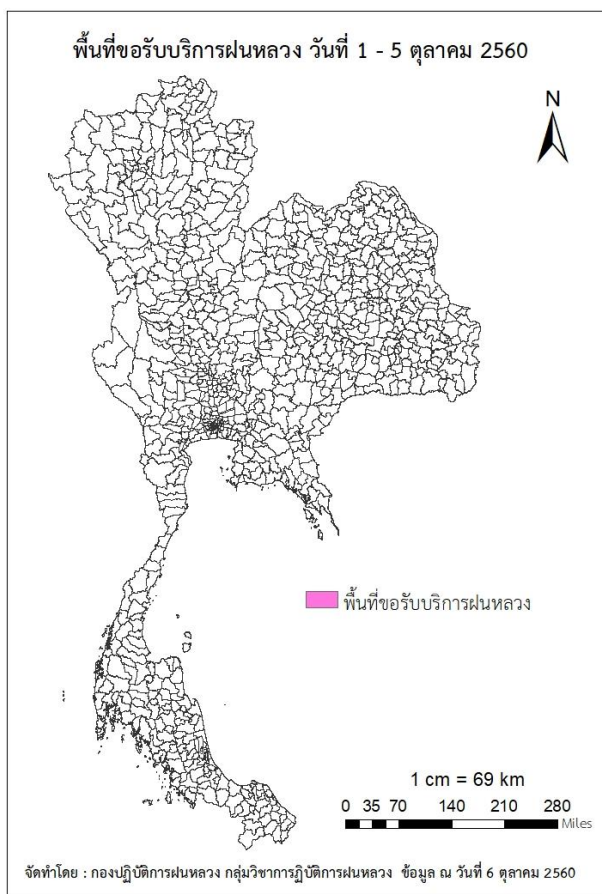 พื้นที่ขอรับบริการฝนหลวง วันที่ 1 - 5 ตุลาคม 2560
N
พื้นที่ขอรับบริการฝนหลวง
1 cm = 69 km
0 35 70 140 210 280 Miles
จัดทำโดย : กองปฏิบัติการฝนหลวง กลุ่มวิชาการฏิบัติการฝนหลวง ข้อมูล ณ วันที่ 6 ตุลาคม 2560